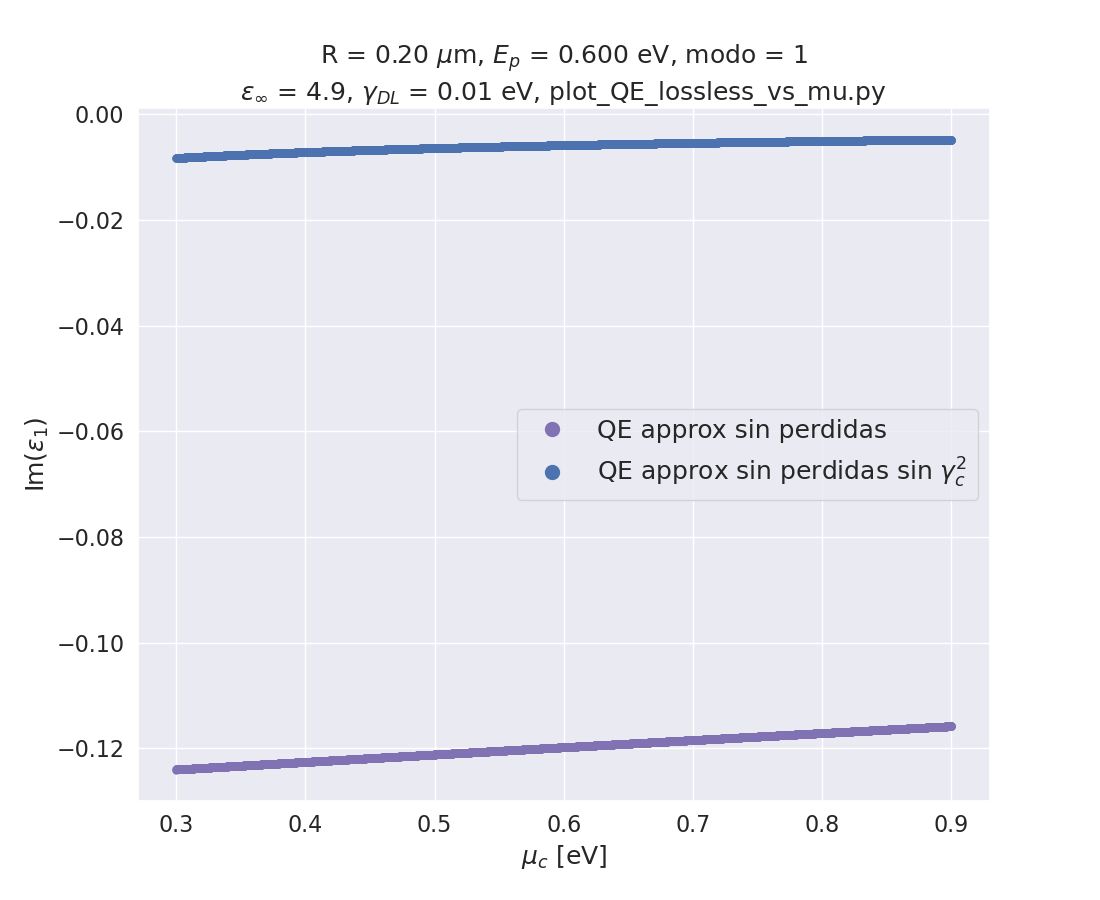 R = 0.20 μm, E_p = 0.600 eV, modo = 1
ε_∞ = 4.9, γ_DL = 0.01 eV, plot_QE_lossless_vs_mu.py
0.00
−0.02
−0.04
−0.06
−0.08
−0.10
−0.12
Im(ε_1)
QE approx sin perdidas
QE approx sin perdidas sin γ_c^2
0.3 0.4 0.5 0.6 0.7 0.8 0.9
μ_c [eV]